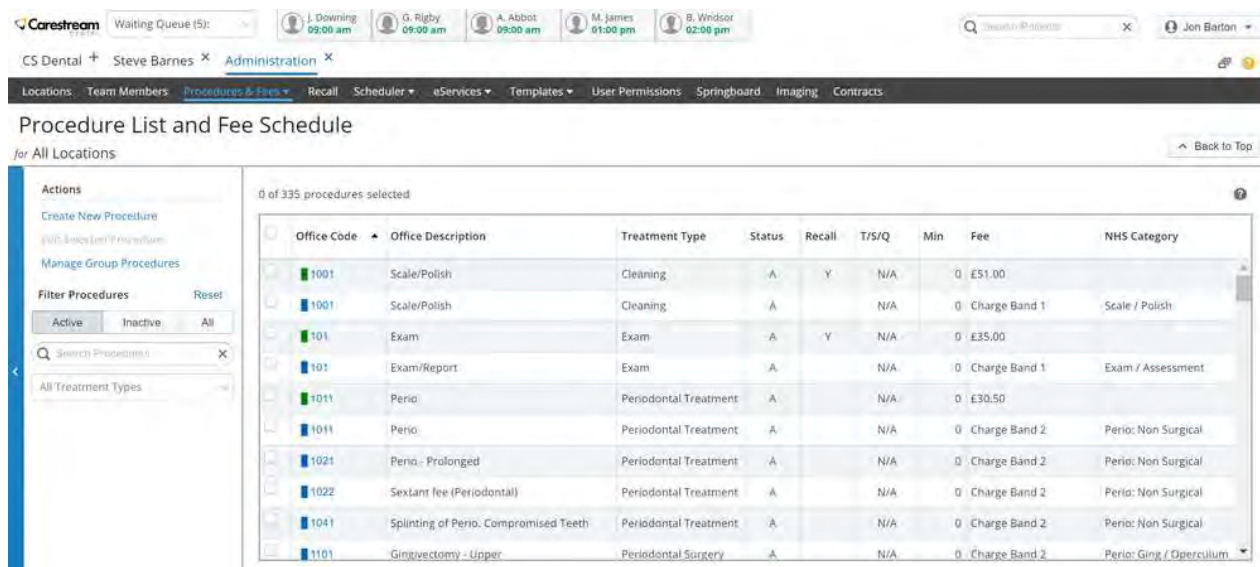 Carestream Waiting Queue (5): J. Downing 09:00 am G. Rigby 09:00 am A. Abbot 09:00 am M. James 01:00 pm B. Windsor 02:00 pm Search Patients Jon Barton
CS Dental + Steve Barnes × Administration ×
Locations Team Members Procedures & Fees Recall Scheduler eServices Templates User Permissions Springboard Imaging Contracts
Procedure List and Fee Schedule
for All Locations
Back to Top
Actions
Create New Procedure
Edit Selected Procedure
Manage Group Procedures
Filter Procedures Reset
Active Inactive All
Search Procedures
All Treatment Types
0 of 335 procedures selected
Office Code Office Description Treatment Type Status Recall T/S/Q Min Fee NHS Category
1001 Scale/Polish Cleaning A Y N/A 0 £51.00
1001 Scale/Polish Cleaning A N/A 0 Charge Band 1 Scale / Polish
101 Exam Exam A Y N/A 0 £35.00
101 Exam/Report Exam A N/A 0 Charge Band 1 Exam / Assessment
1011 Perio Periodontal Treatment A N/A 0 £30.50
1011 Perio Periodontal Treatment A N/A 0 Charge Band 2 Perio: Non Surgical
1021 Perio - Prolonged Periodontal Treatment A N/A 0 Charge Band 2 Perio: Non Surgical
1022 Sextant fee (Periodontal) Periodontal Treatment A N/A 0 Charge Band 2 Perio: Non Surgical
1041 Splinting of Perio. Compromised Teeth Periodontal Treatment A N/A 0 Charge Band 2 Perio: Non Surgical
1101 Gingivectomy - Upper Periodontal Surgery A N/A 0 Charge Band 2 Perio: Ging / Operculum